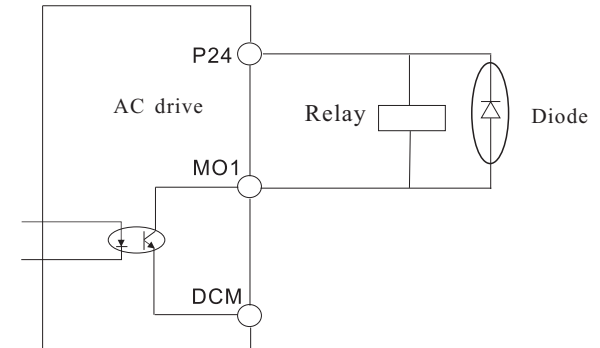 P24
AC drive
Relay
Diode
MO1
DCM